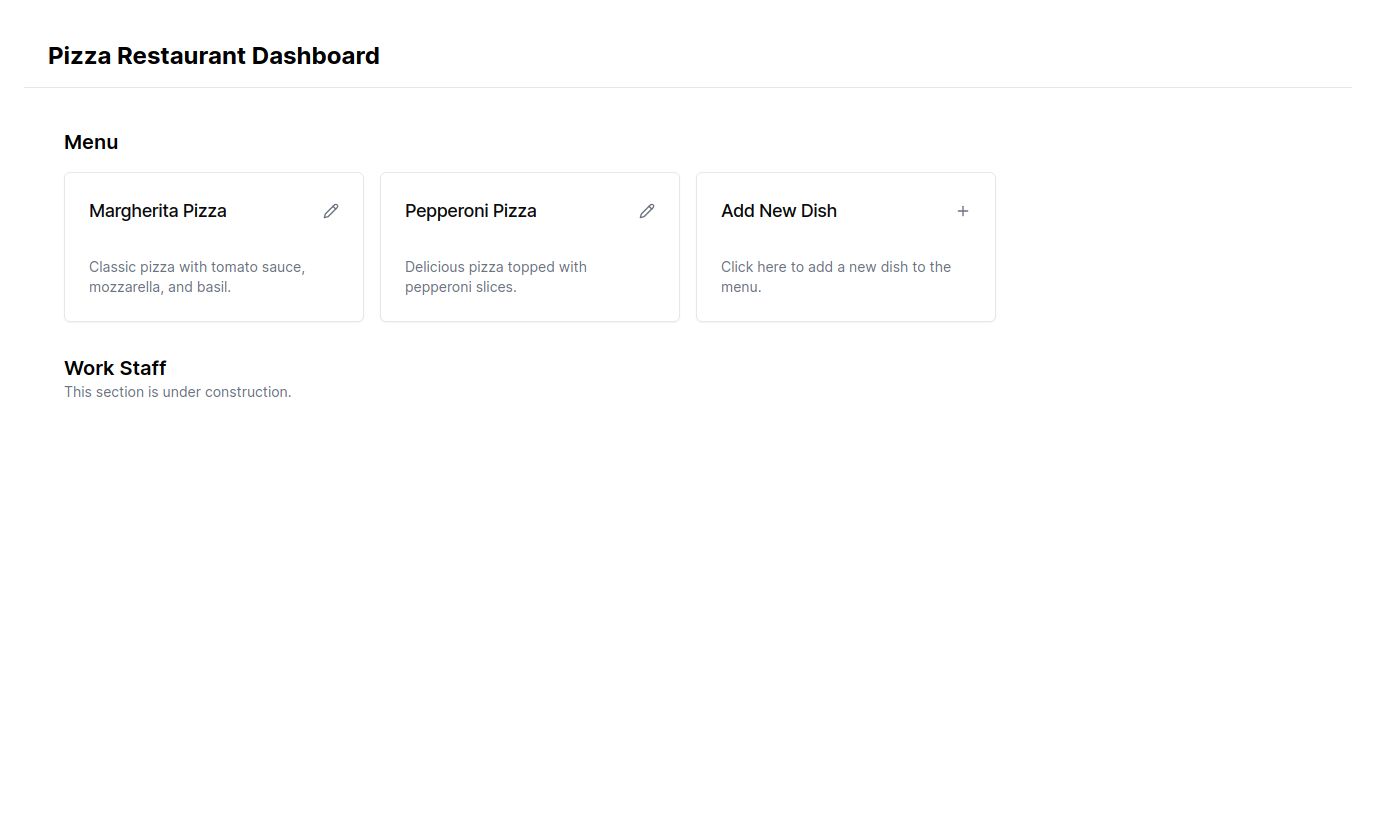 Pizza Restaurant Dashboard
Menu
Margherita Pizza
Classic pizza with tomato sauce,
mozzarella, and basil.
Pepperoni Pizza
Delicious pizza topped with
pepperoni slices.
Add New Dish
Click here to add a new dish to the
menu.
Work Staff
This section is under construction.